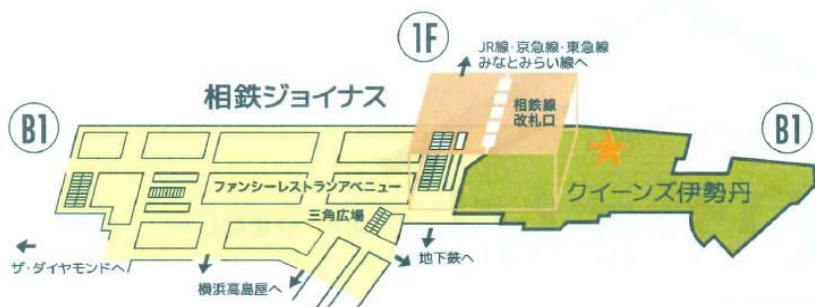 1F
JR線・京急線・東急線
みなとみらい線へ
相鉄ジョイナス
相鉄線
改札口
B1
B1
ファンシーレストランアベニュー
クイーンズ伊勢丹
三角広場
ザ・ダイヤモンドへ
地下鉄へ
横浜高島屋へ